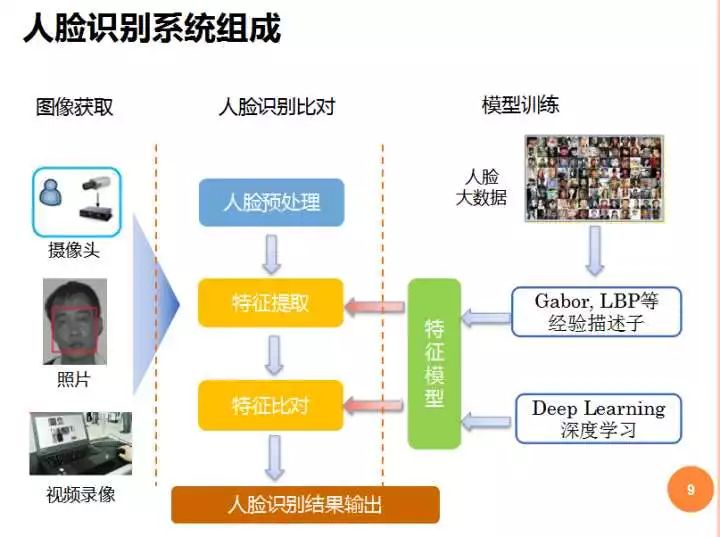 人脸识别系统组成
图像获取
人脸识别比对
模型训练
摄像头
照片
视频录像
人脸预处理
特征提取
特征比对
人脸识别结果输出
特征模型
人脸
大数据
Gabor, LBP等
经验描述子
Deep Learning
深度学习
9